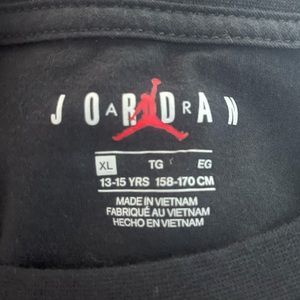 JORDAN
AIR
XL TG EG
13-15 YRS 158-170 CM
MADE IN VIETNAM
FABRIQUÉ AU VIETNAM
HECHO EN VIETNAM